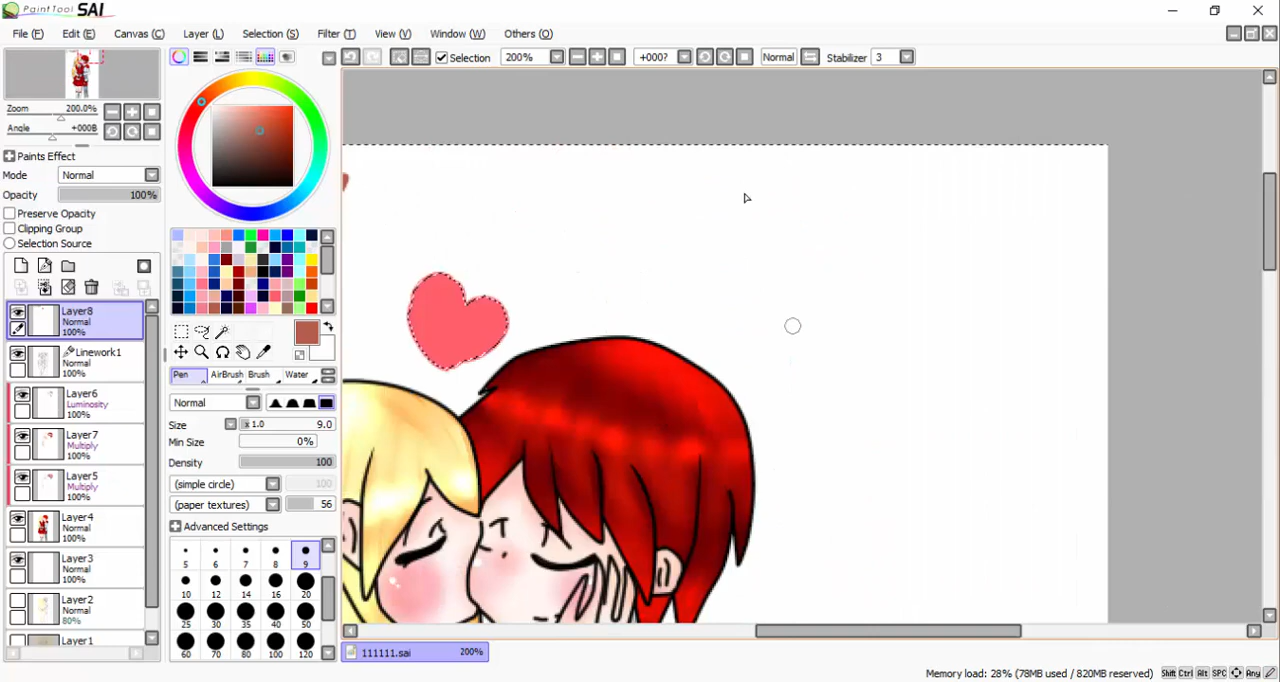 PaintTool SAI
File (F) Edit (E) Canvas (C) Layer (L) Selection (S) Filter (T) View (V) Window (W) Others (O)
Selection 200% +000? Normal Stabilizer 3
Zoom 200.0%
Angle +000B
Paints Effect
Mode Normal
Opacity 100%
Preserve Opacity
Clipping Group
Selection Source
Layer8
Normal
100%
Linework1
Normal
100%
Layer6
Luminosity
100%
Layer7
Multiply
100%
Layer5
Multiply
100%
Layer4
Normal
100%
Layer3
Normal
100%
Layer2
Normal
80%
Layer1
Pen AirBrush Brush Water
Normal
Size x 1.0 9.0
Min Size 0%
Density 100
(simple circle) 100
(paper textures) 56
Advanced Settings
5 6 7 8 9
10 12 14 16 20
25 30 35 40 50
60 70 80 100 120
111111.sai 200%
Memory load: 28% (78MB used / 820MB reserved) Shift Ctrl Alt SPC Any